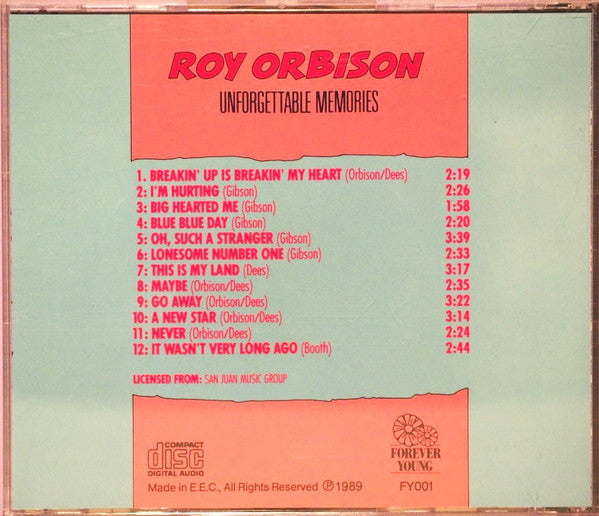 ROY ORBISON
UNFORGETTABLE MEMORIES
1. BREAKIN' UP IS BREAKIN' MY HEART (Orbison/Dees) 2:19
2: I'M HURTING (Gibson) 2:26
3: BIG HEARTED ME (Gibson) 1:58
4: BLUE BLUE DAY (Gibson) 2:20
5: OH, SUCH A STRANGER (Gibson) 3:39
6: LONESOME NUMBER ONE (Gibson) 2:33
7: THIS IS MY LAND (Dees) 3:17
8: MAYBE (Orbison/Dees) 2:35
9: GO AWAY (Orbison/Dees) 3:22
10: A NEW STAR (Orbison/Dees) 3:14
11: NEVER (Orbison/Dees) 2:24
12: IT WASN'T VERY LONG AGO (Booth) 2:44
LICENSED FROM: SAN JUAN MUSIC GROUP
COMPACT
disc
DIGITAL AUDIO
FOREVER
YOUNG
Made in E.E.C., All Rights Reserved ℗ 1989 FY001